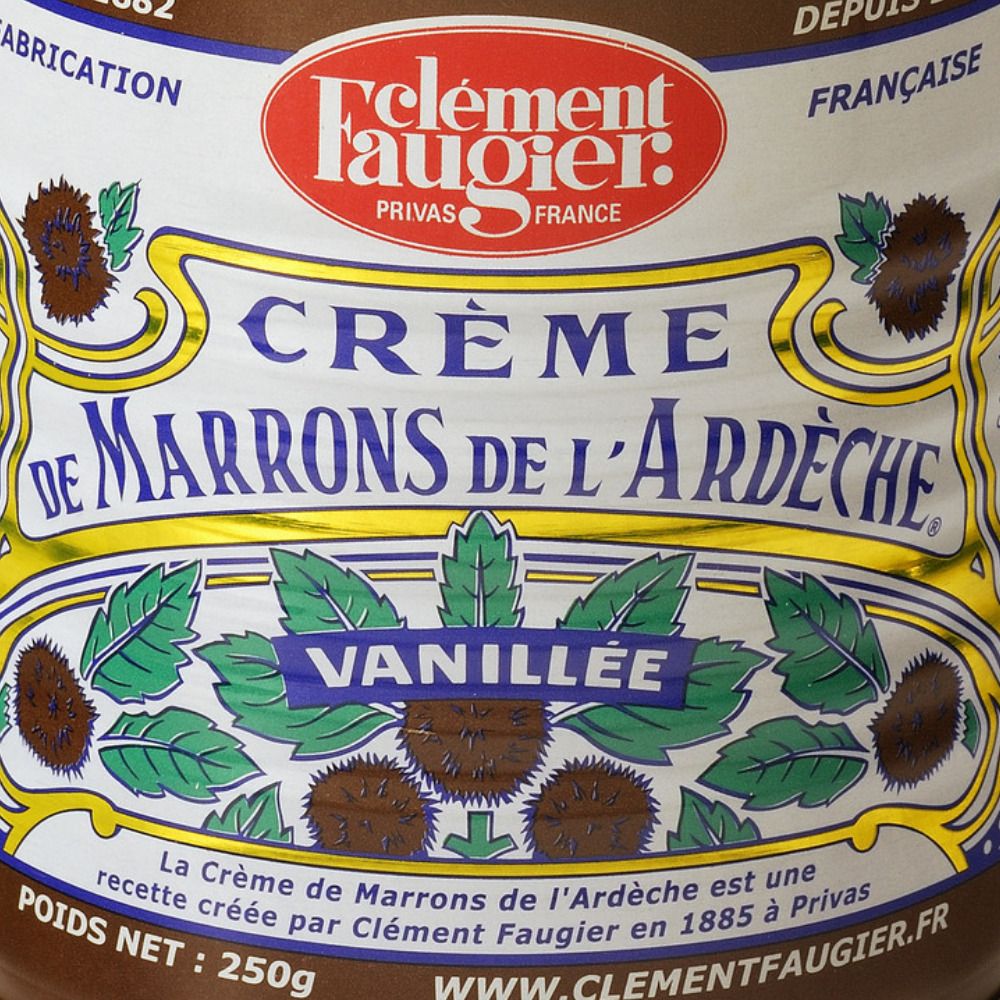 DEPUIS
FABRICATION
FRANÇAISE
clément
Faugier.
PRIVAS FRANCE
CRÈME
DE MARRONS DE L'ARDÈCHE®
VANILLÉE
La Crème de Marrons de l'Ardèche est une
recette créée par Clément Faugier en 1885 à Privas
POIDS NET : 250g
WWW.CLEMENTFAUGIER.FR